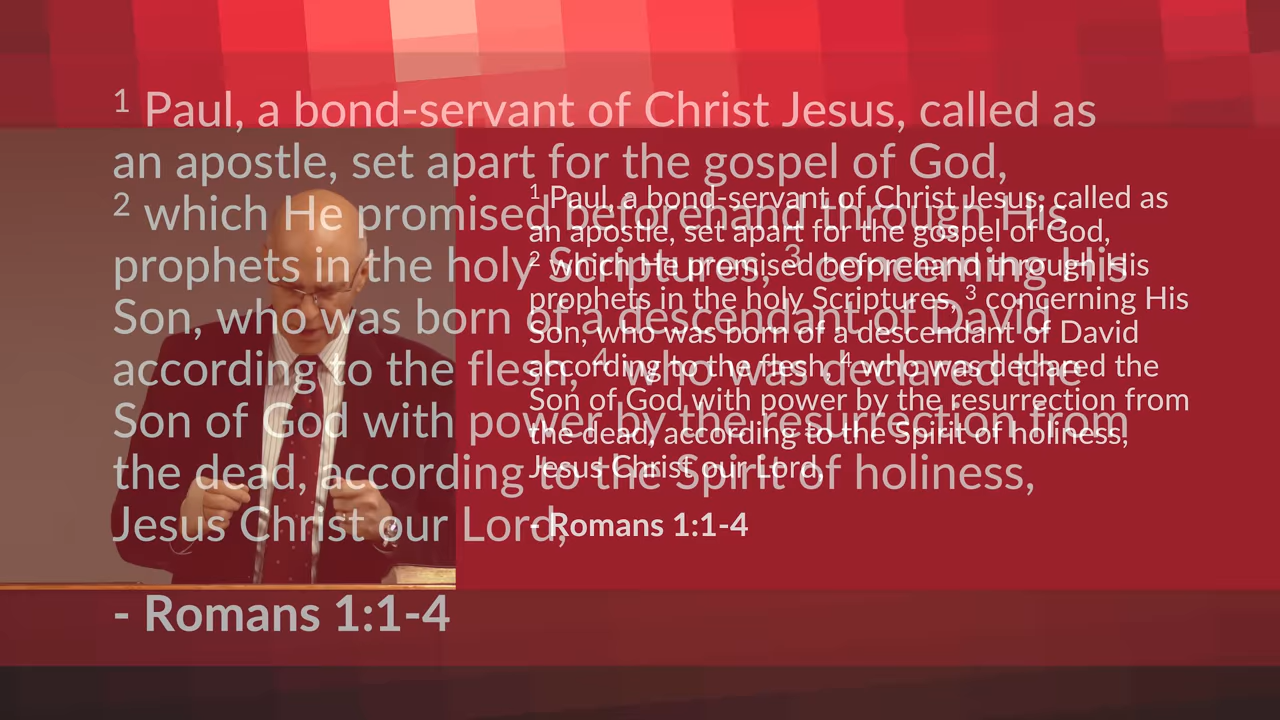 1 Paul, a bond-servant of Christ Jesus, called as
an apostle, set apart for the gospel of God,
2 which He promised beforehand through His
prophets in the holy Scriptures, 3 concerning His
Son, who was born of a descendant of David
according to the flesh, 4 who was declared the
Son of God with power by the resurrection from
the dead, according to the Spirit of holiness,
Jesus Christ our Lord,
- Romans 1:1-4
1 Paul, a bond-servant of Christ Jesus, called as
an apostle, set apart for the gospel of God,
2 which He promised beforehand through His
prophets in the holy Scriptures, 3 concerning His
Son, who was born of a descendant of David
according to the flesh, 4 who was declared the
Son of God with power by the resurrection from
the dead, according to the Spirit of holiness,
Jesus Christ our Lord,
- Romans 1:1-4